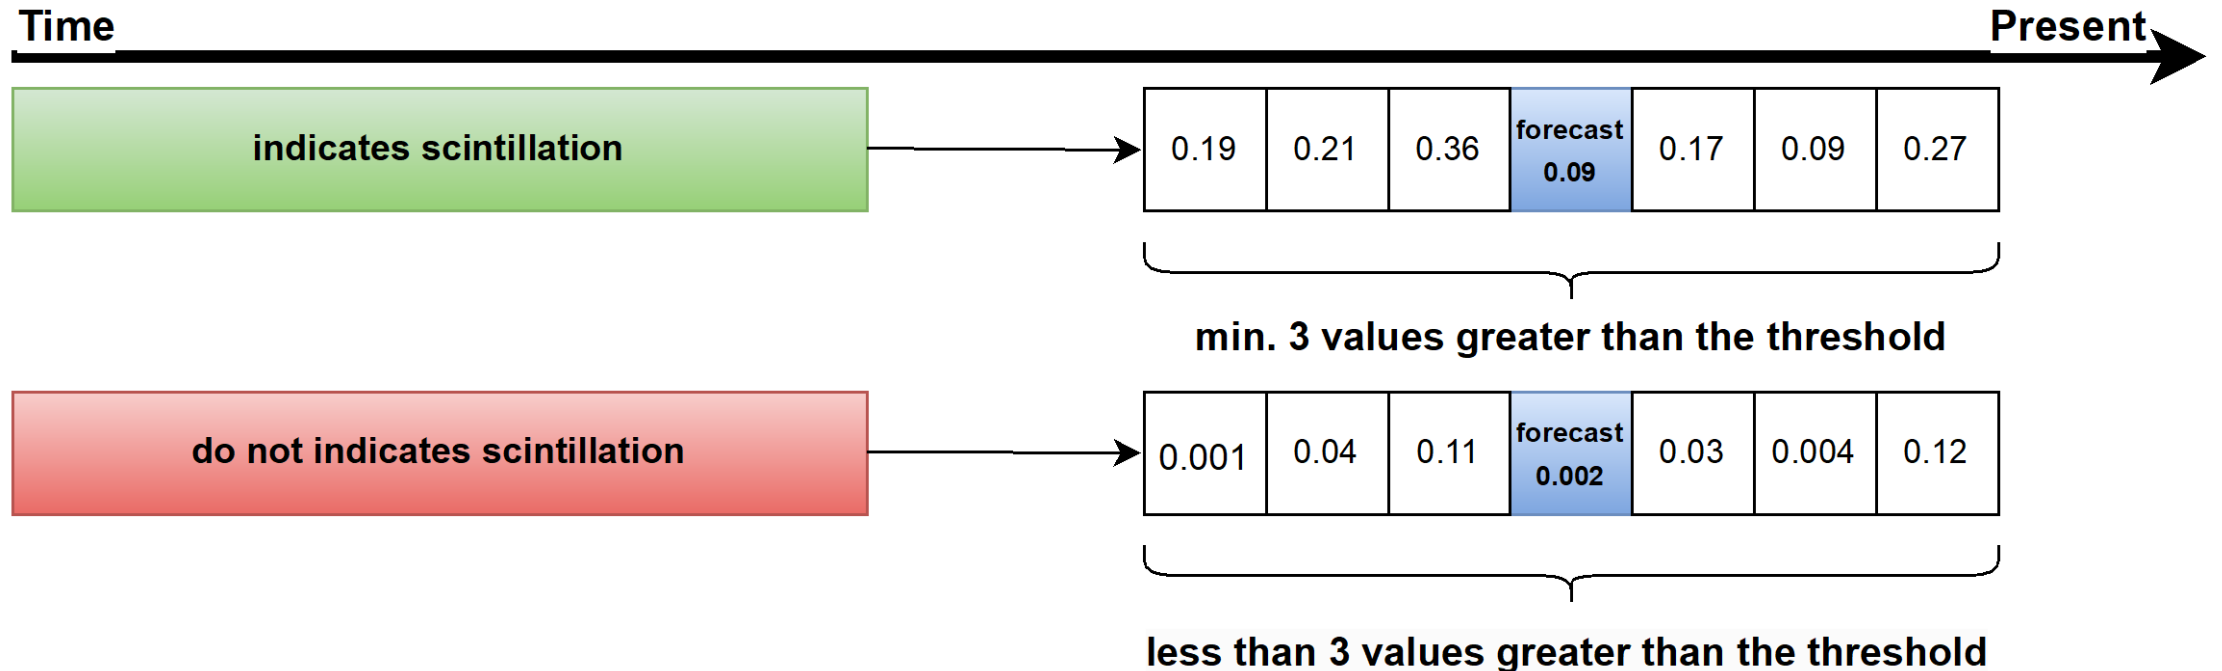 Time
Present
indicates scintillation
0.19
0.21
0.36
forecast
0.09
0.17
0.09
0.27
min. 3 values greater than the threshold
do not indicates scintillation
0.001
0.04
0.11
forecast
0.002
0.03
0.004
0.12
less than 3 values greater than the threshold